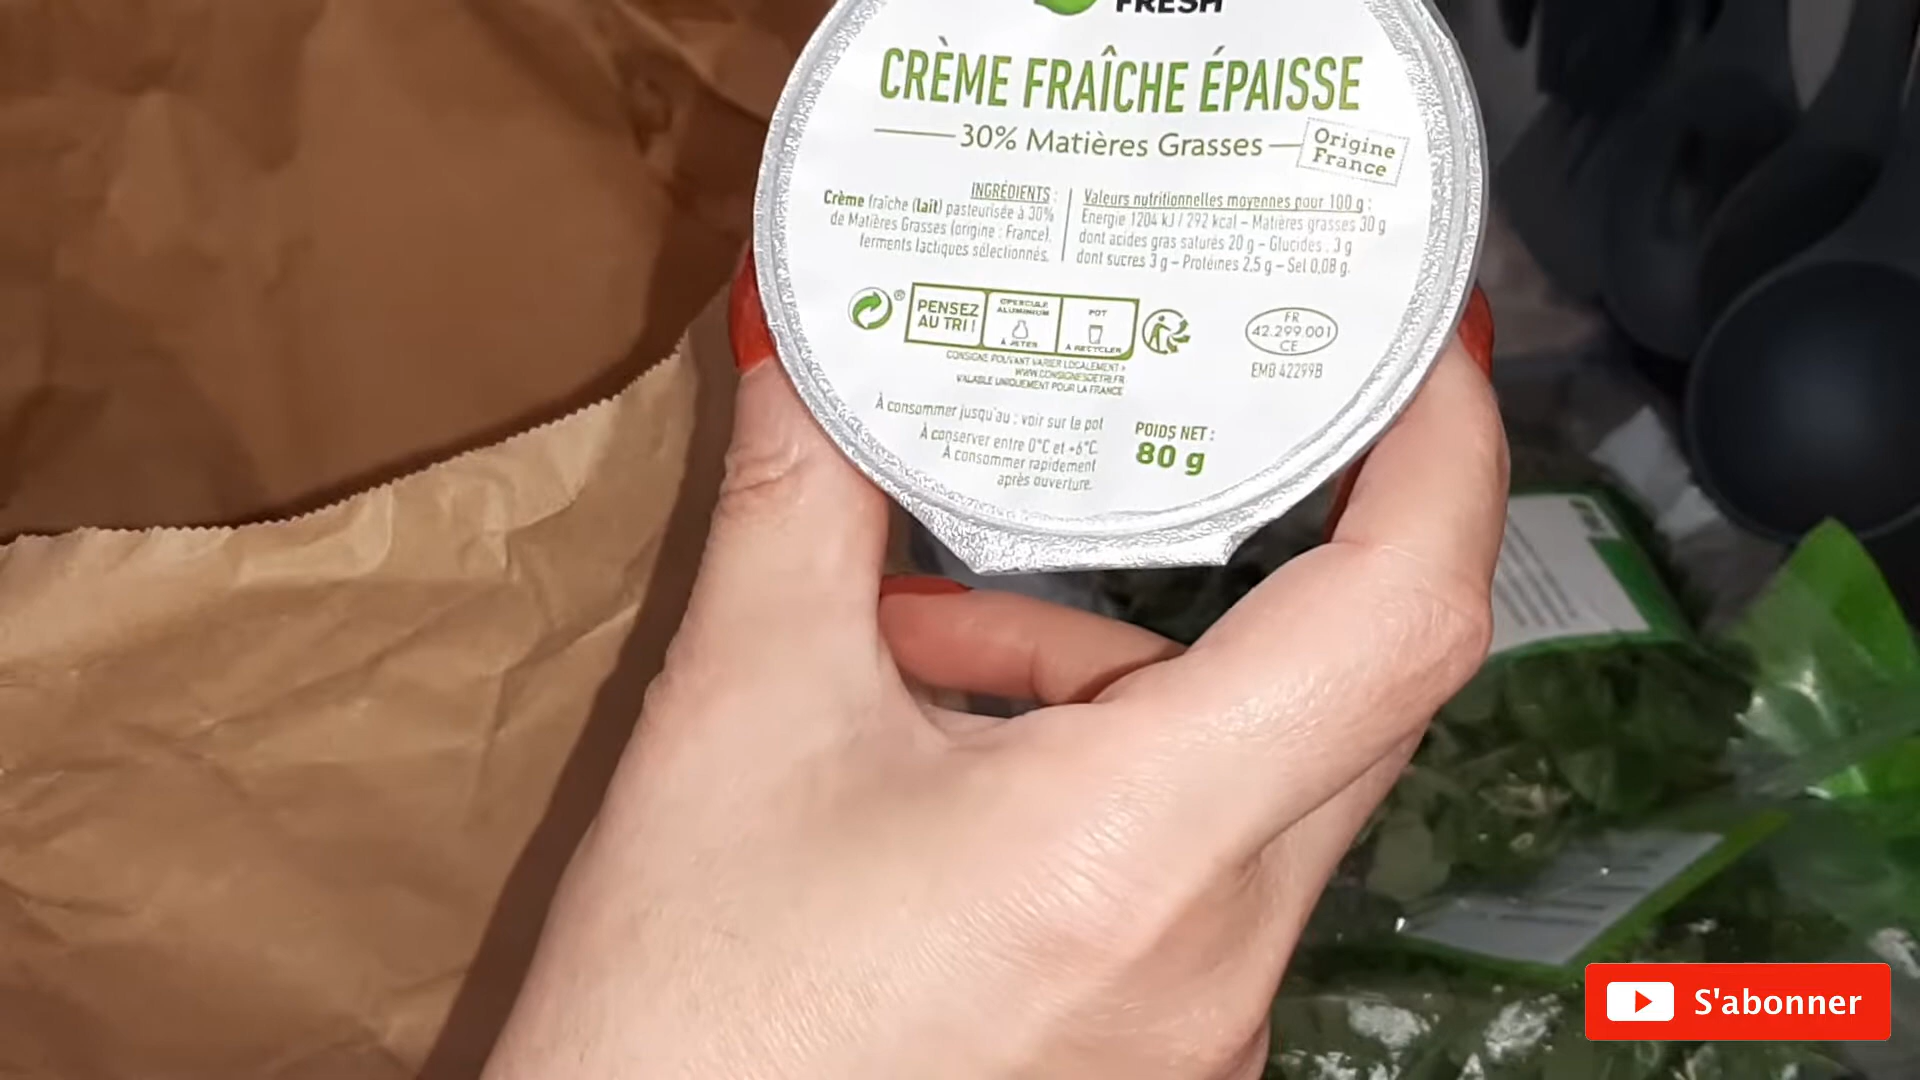 FRESH
CRÈME FRAÎCHE ÉPAISSE
30% Matières Grasses
Origine
France
INGRÉDIENTS :
Crème fraîche (lait) pasteurisée à 30%
de Matières Grasses (origine : France),
ferments lactiques sélectionnés.
Valeurs nutritionnelles moyennes pour 100 g :
Énergie 1204 kJ / 292 kcal – Matières grasses 30 g
dont acides gras saturés 20 g – Glucides : 3 g
dont sucres 3 g – Protéines 2,5 g – Sel 0,08 g.
PENSEZ
AU TRI !
OPERCULE
ALUMINIUM
À JETER
POT
À RECYCLER
CONSIGNE POUVANT VARIER LOCALEMENT >
WWW.CONSIGNESDETRI.FR
VALABLE UNIQUEMENT POUR LA FRANCE
FR
42.299.001
CE
EMB 42299B
À consommer jusqu'au : voir sur le pot
À conserver entre 0°C et +6°C.
À consommer rapidement
après ouverture.
POIDS NET :
80 g
S'abonner